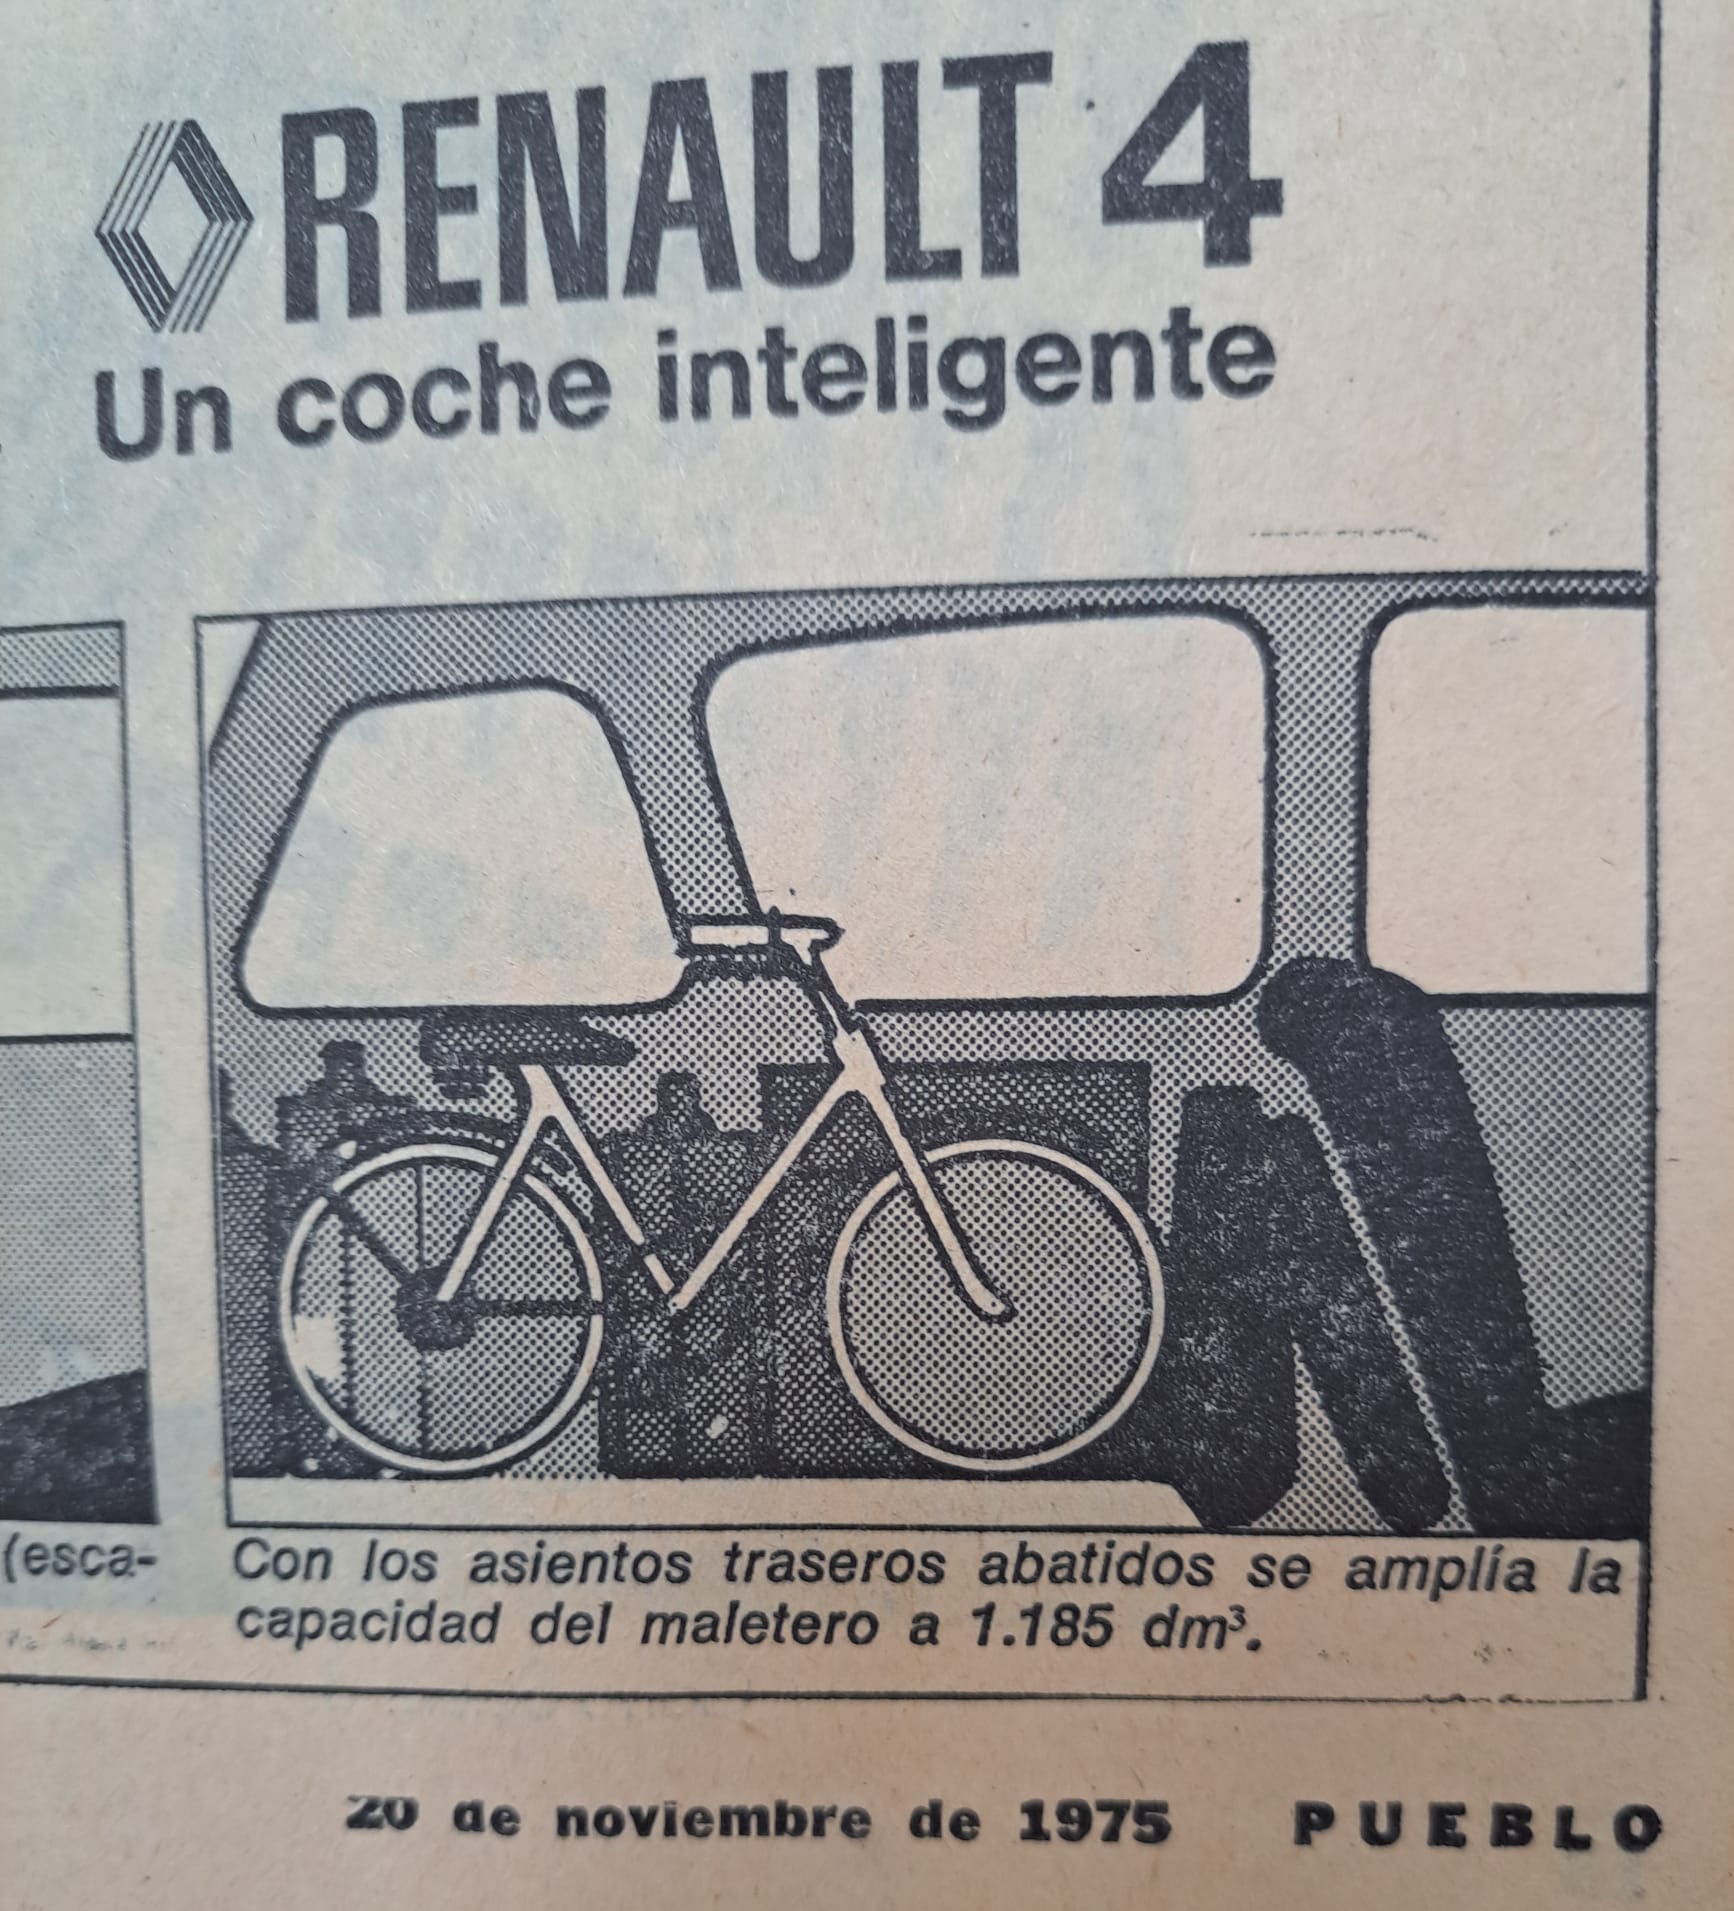 RENAULT 4
Un coche inteligente
(esca-
Con los asientos traseros abatidos se amplía la
capacidad del maletero a 1.185 dm³.
20 de noviembre de 1975 PUEBLO